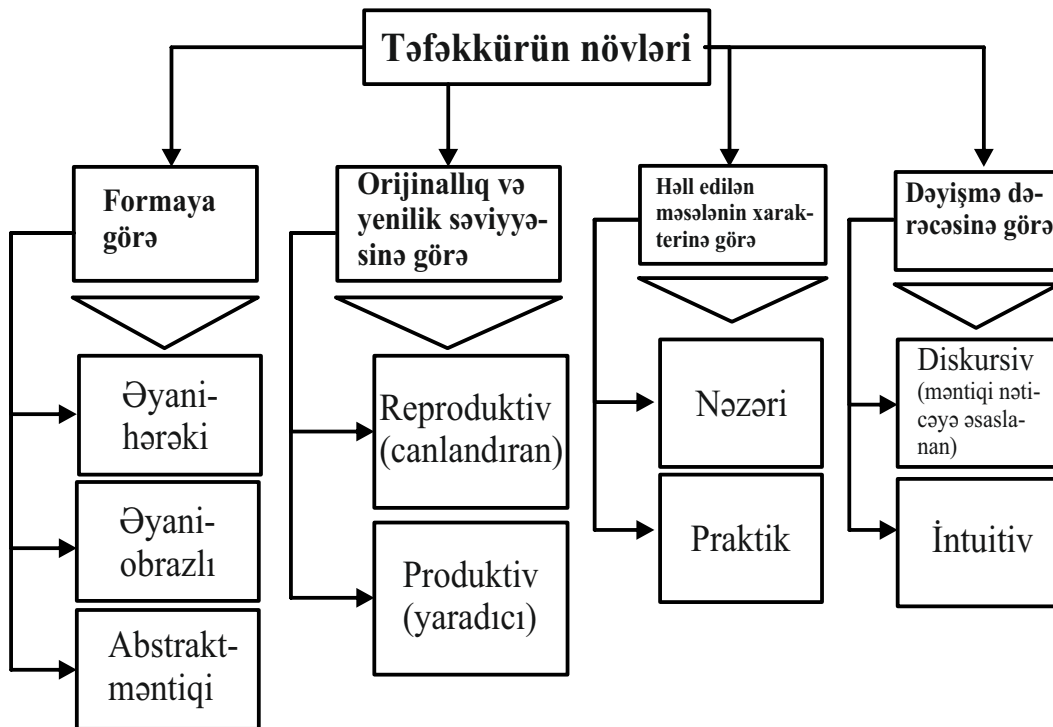 Təfəkkürün növləri
Formaya
görə
Əyani-
hərəki
Əyani-
obrazlı
Abstrakt-
məntiqi
Orijinallıq və
yenilik səviyyə-
sinə görə
Reproduktiv
(canlandıran)
Produktiv
(yaradıcı)
Həll edilən
məsələnin xarak-
terinə görə
Nəzəri
Praktik
Dəyişmə də-
rəcəsinə görə
Diskursiv
(məntiqi nəti-
cəyə əsasla-
nan)
İntuitiv